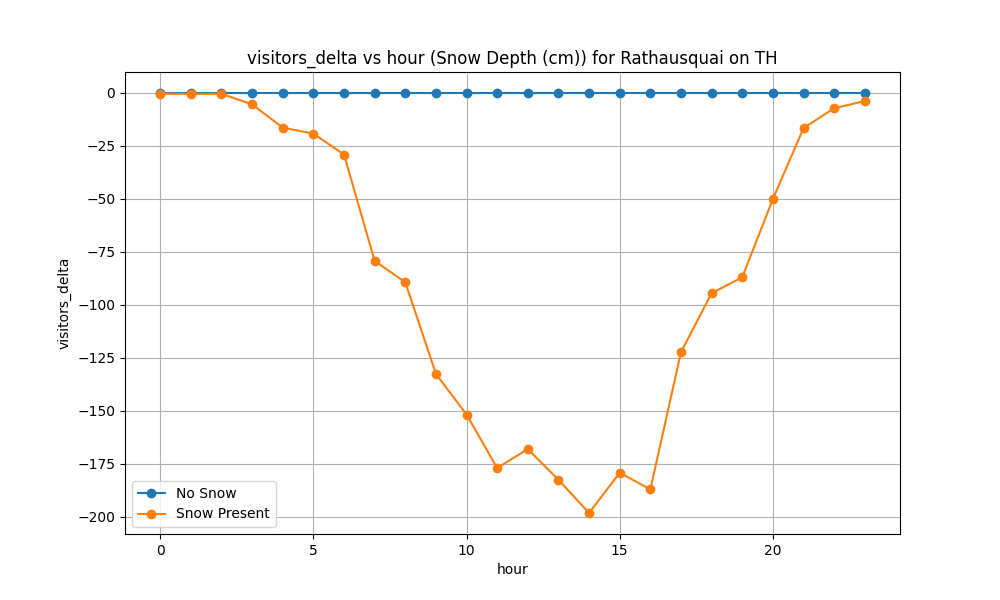 visitors_delta vs hour (Snow Depth (cm)) for Rathausquai on TH
0
−25
−50
−75
−100
−125
−150
−175
−200
visitors_delta
No Snow
Snow Present
0
5
10
15
20
hour